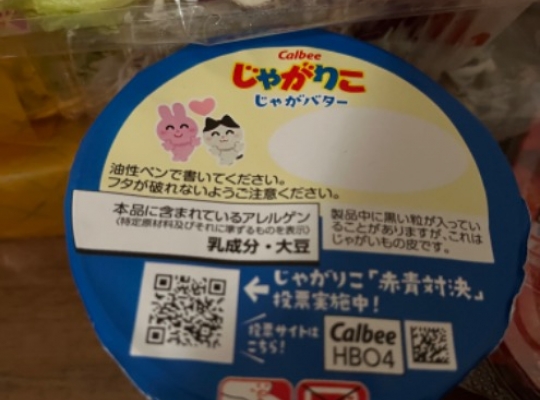 Calbee
じゃがりこ
じゃがバター
油性ペンで書いてください。
フタが破れないようご注意ください。
本品に含まれているアレルゲン
(特定原材料及びそれに準ずるものを表示)
乳成分・大豆
製品中に黒い粒が入ってい
ることがありますが、これは
じゃがいもの皮です。
←じゃがりこ「赤青対決」
投票実施中!
投票サイトは
こちら!
Calbee
HB04